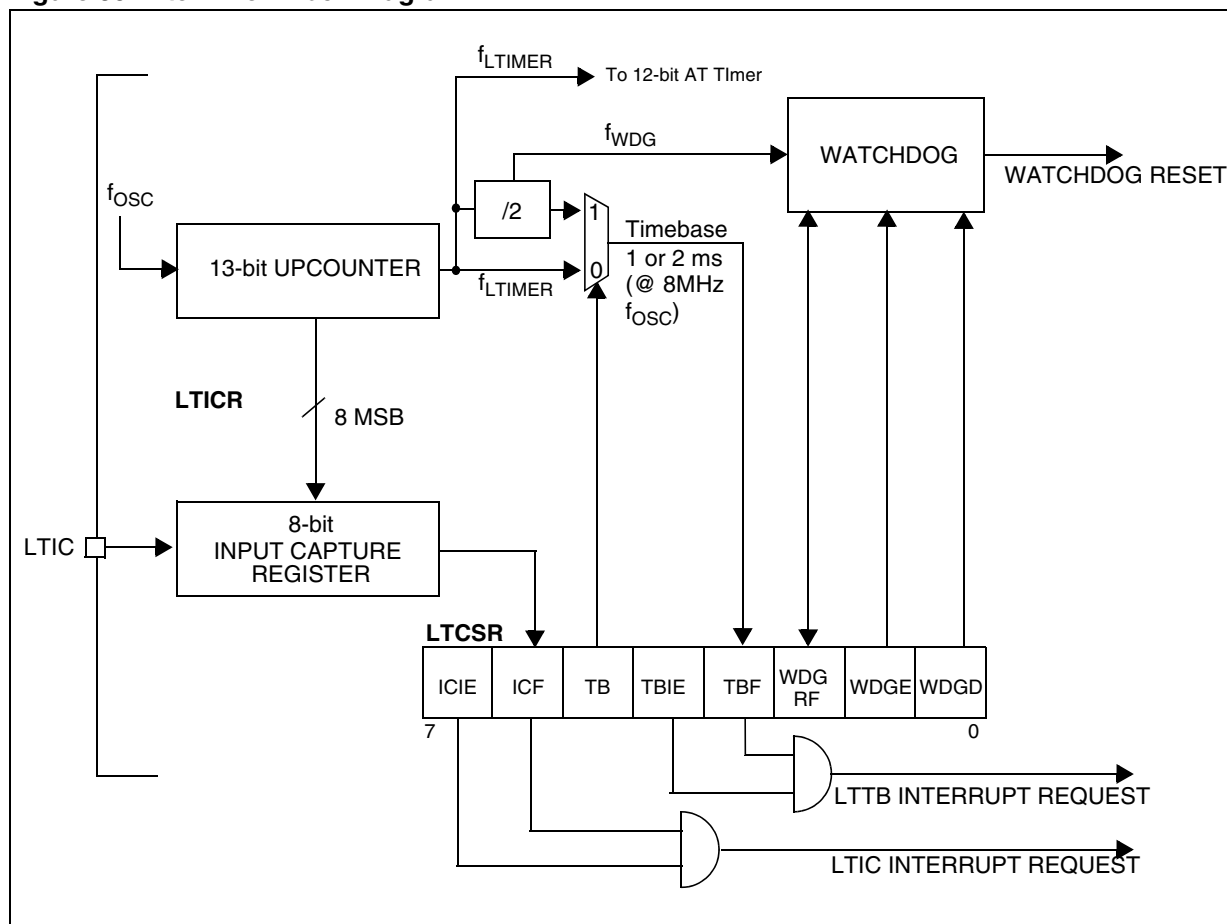 fLTIMER
To 12-bit AT TImer
fWDG
WATCHDOG
WATCHDOG RESET
fOSC
/2
1
13-bit UPCOUNTER
0
fLTIMER
Timebase
1 or 2 ms
(@ 8MHz
fOSC)
LTICR
8 MSB
LTIC
8-bit
INPUT CAPTURE
REGISTER
LTCSR
ICIE ICF TB TBIE TBF WDG RF WDGE WDGD
7 0
LTTB INTERRUPT REQUEST
LTIC INTERRUPT REQUEST